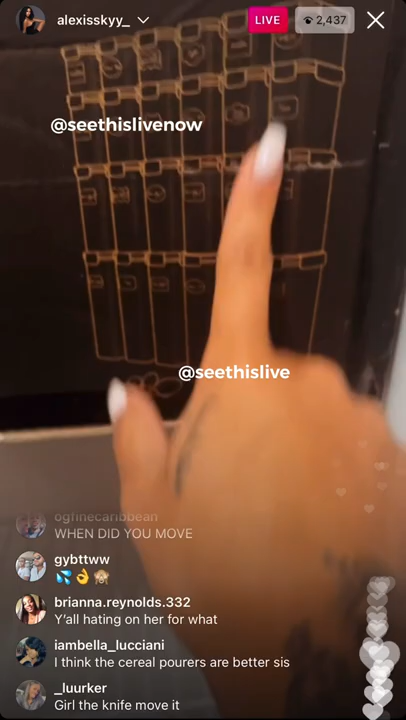 alexisskyy_
LIVE
2,437
@seethislivenow
@seethislive
ogfinecaribbean
WHEN DID YOU MOVE
gybttww
💦👌🙈
brianna.reynolds.332
Y'all hating on her for what
iambella_lucciani
I think the cereal pourers are better sis
_luurker
Girl the knife move it